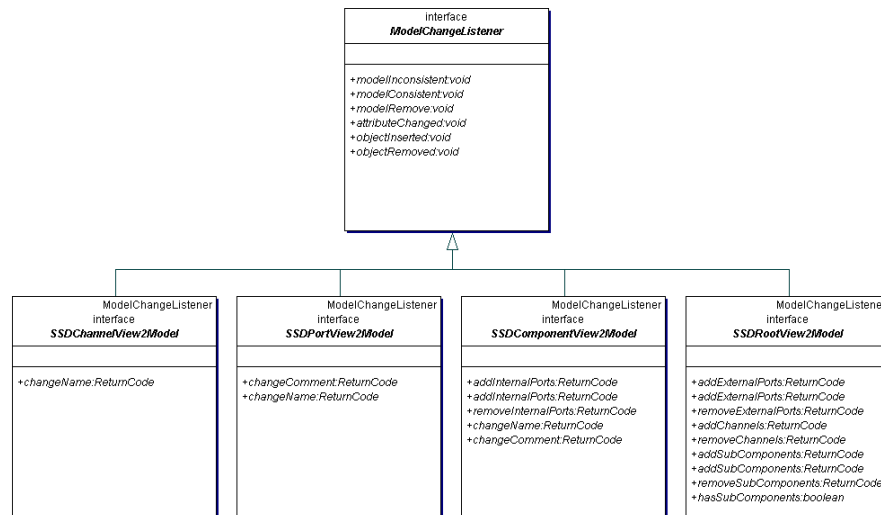 interface
ModelChangeListener
+modelInconsistent:void
+modelConsistent:void
+modelRemove:void
+attributeChanged:void
+objectInserted:void
+objectRemoved:void
ModelChangeListener
interface
SSDChannelView2Model
+changeName:ReturnCode
ModelChangeListener
interface
SSDPortView2Model
+changeComment:ReturnCode
+changeName:ReturnCode
ModelChangeListener
interface
SSDComponentView2Model
+addInternalPorts:ReturnCode
+addInternalPorts:ReturnCode
+removeInternalPorts:ReturnCode
+changeName:ReturnCode
+changeComment:ReturnCode
ModelChangeListener
interface
SSDRootView2Model
+addExternalPorts:ReturnCode
+addExternalPorts:ReturnCode
+removeExternalPorts:ReturnCode
+addChannels:ReturnCode
+removeChannels:ReturnCode
+addSubComponents:ReturnCode
+addSubComponents:ReturnCode
+removeSubComponents:ReturnCode
+hasSubComponents:boolean